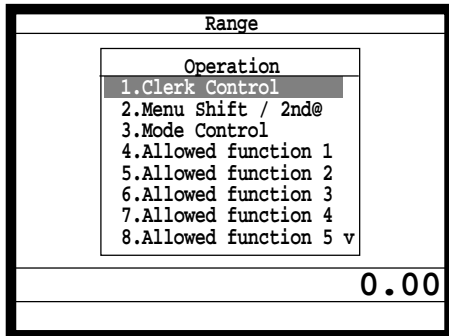 Range
Operation
1.Clerk Control
2.Menu Shift / 2nd@
3.Mode Control
4.Allowed function 1
5.Allowed function 2
6.Allowed function 3
7.Allowed function 4
8.Allowed function 5 v
0.00